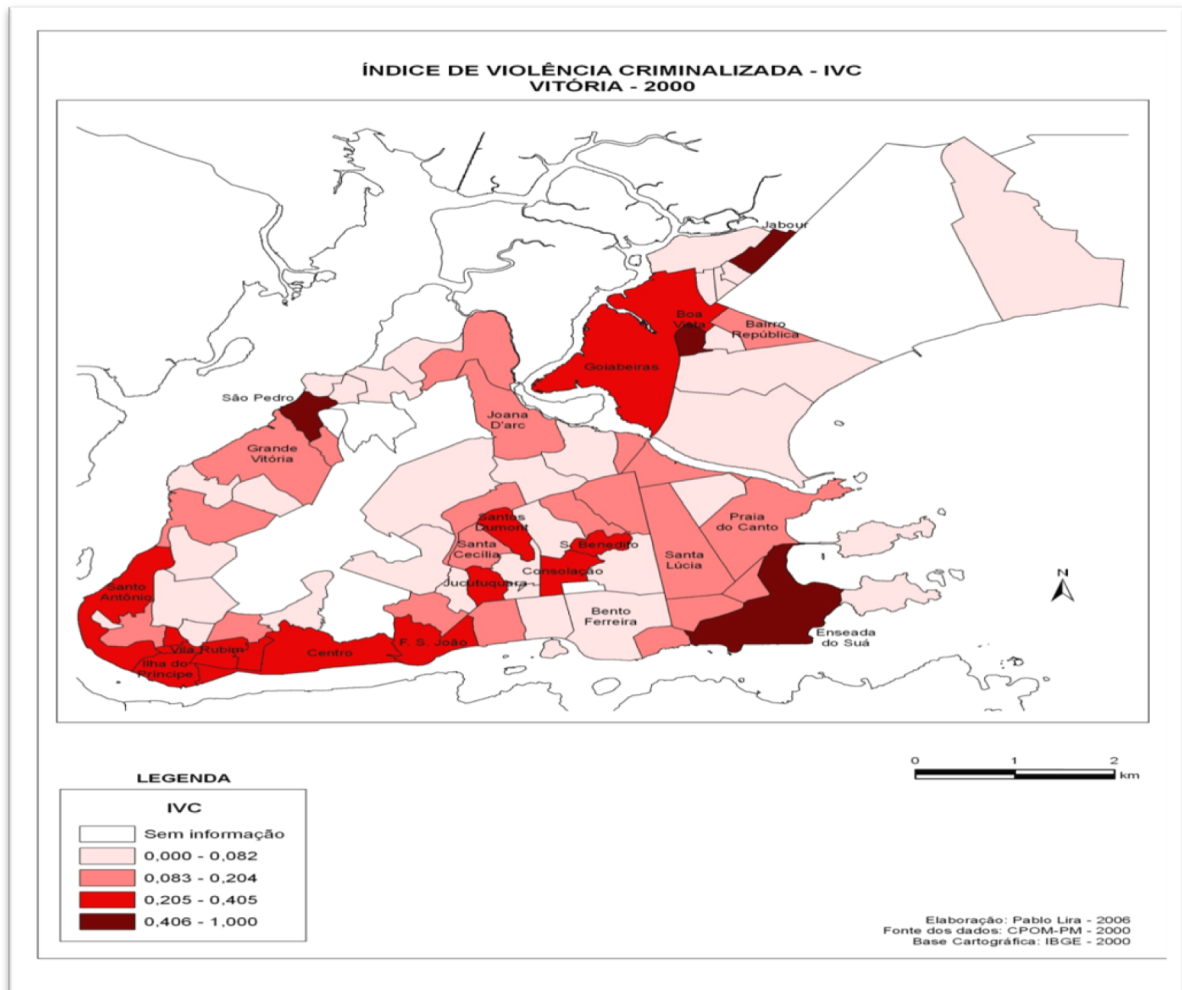 ÍNDICE DE VIOLÊNCIA CRIMINALIZADA - IVC
VITÓRIA - 2000
Jabour
Boa
Vista
Bairro
República
Goiabeiras
São Pedro
Joana
D'arc
Grande
Vitória
Santos
Dumont
Praia
do Canto
Santa
Cecília
S. Benedito
Santa
Lúcia
Consolação
Jucutuquara
Santo
Antônio
Bento
Ferreira
N
Enseada
do Suá
F. S. João
Vila Rubim
Centro
Ilha do
Príncipe
0 1 2
km
LEGENDA
IVC
Sem informação
0,000 - 0,082
0,083 - 0,204
0,205 - 0,405
0,406 - 1,000
Elaboração: Pablo Lira - 2006
Fonte dos dados: CPOM-PM - 2000
Base Cartográfica: IBGE - 2000